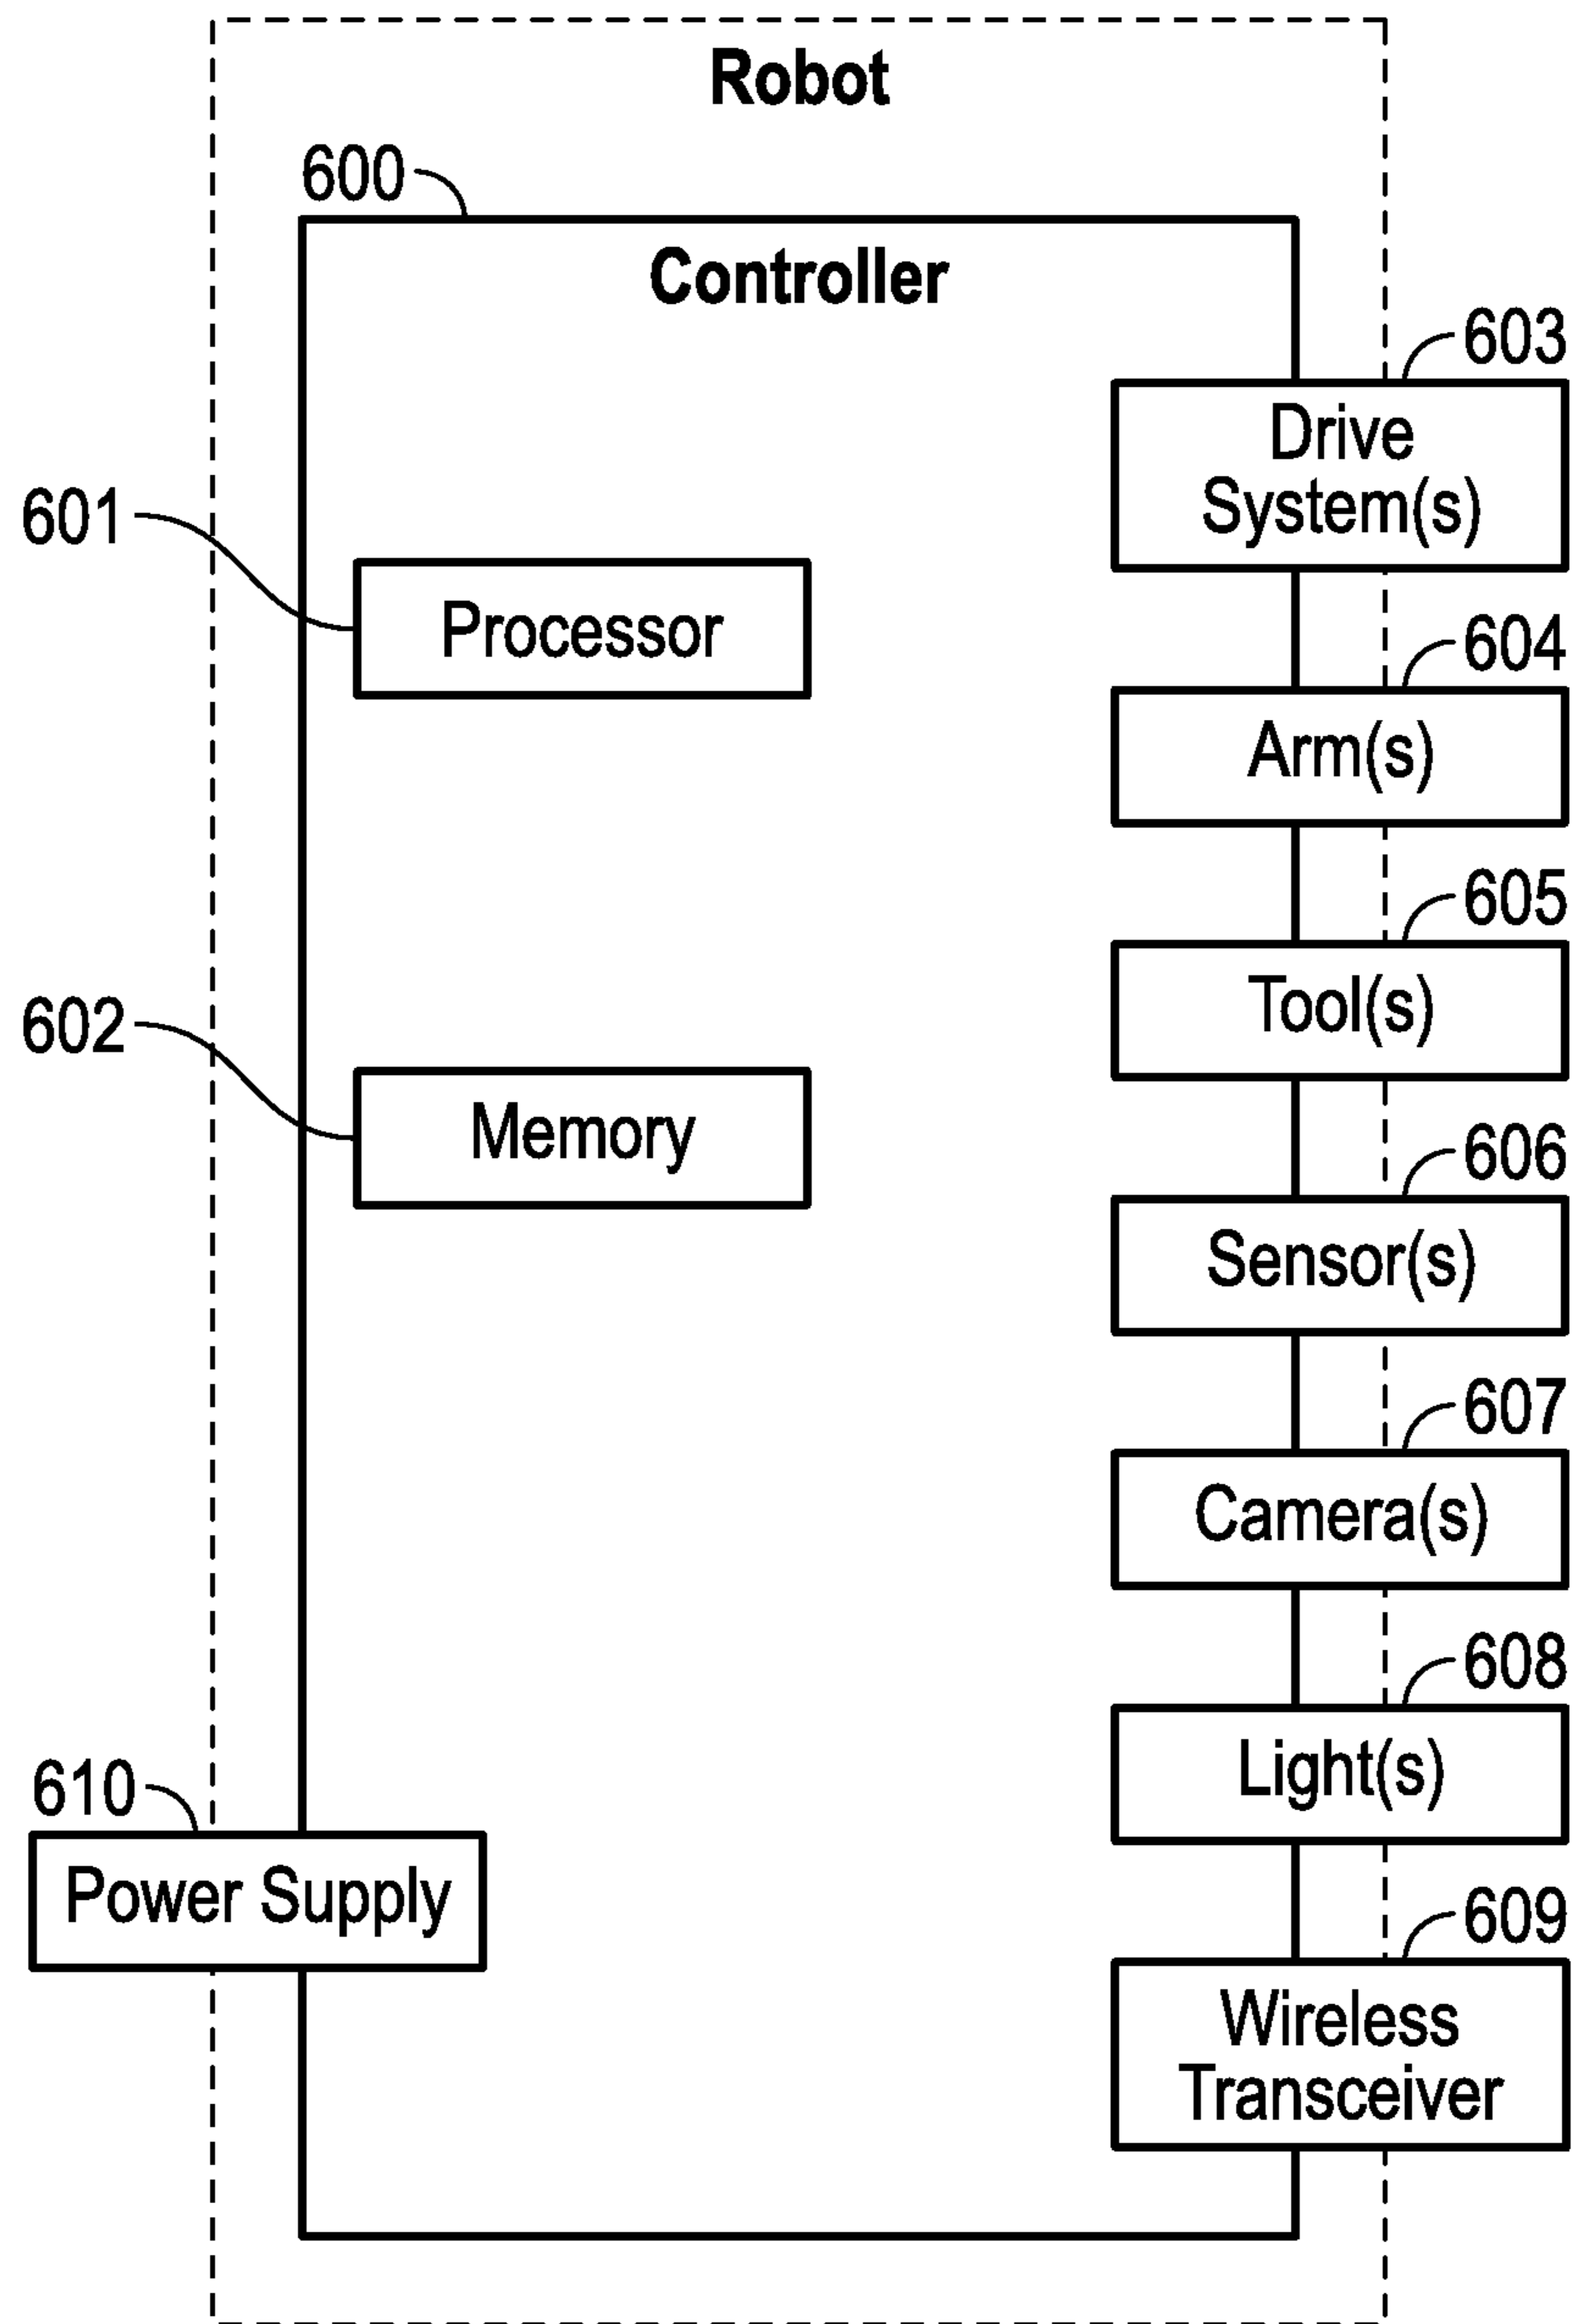 Robot
600
Controller
603
Drive
System(s)
601
Processor
604
Arm(s)
605
Tool(s)
602
Memory
606
Sensor(s)
607
Camera(s)
608
Light(s)
610
Power Supply
609
Wireless
Transceiver